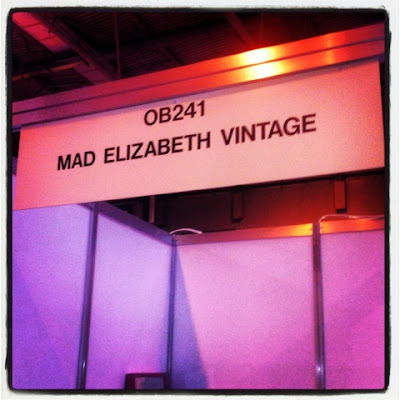 OB241
MAD ELIZABETH VINTAGE